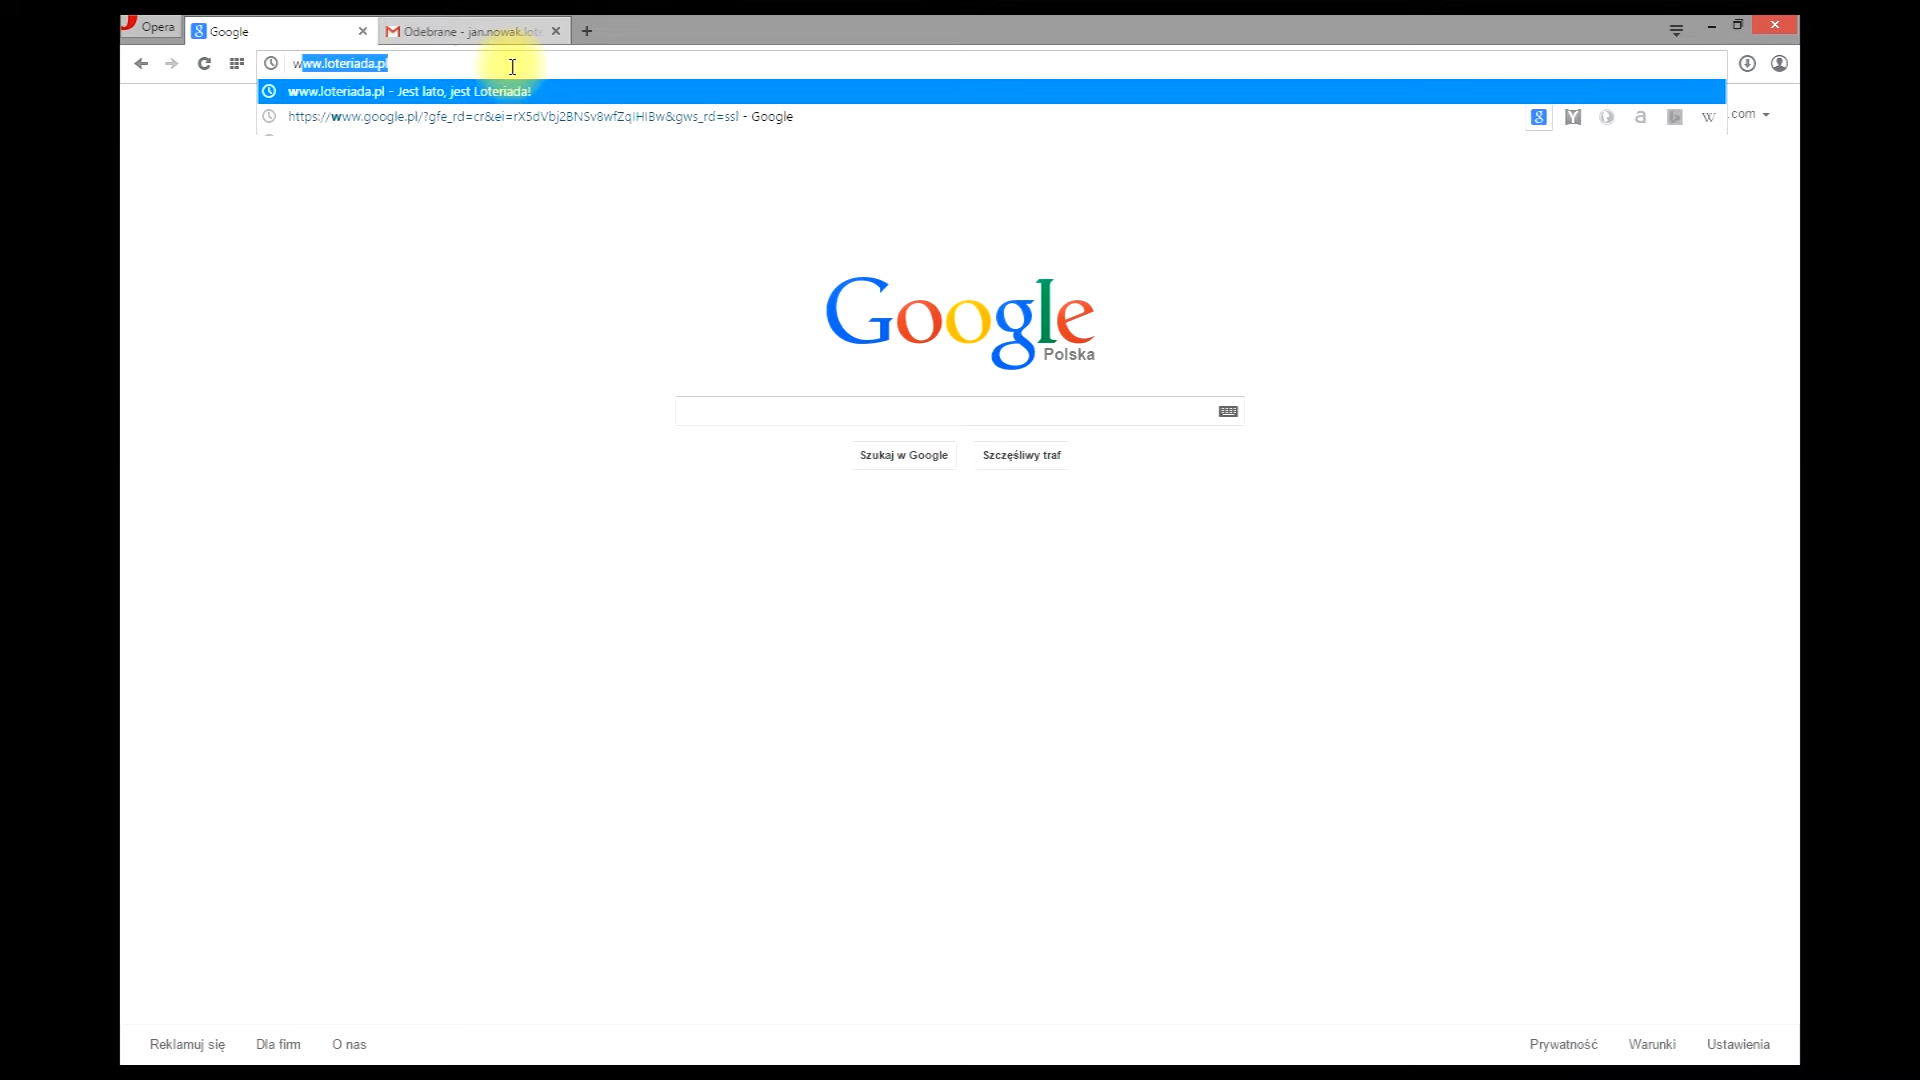 Opera
Google
Odebrane - jan.nowak.lote
www.loteriada.pl
www.loteriada.pl - Jest lato, jest Loteriada!
https://www.google.pl/?gfe_rd=cr&ei=rX5dVbj2BNSv8wfZqIHIBw&gws_rd=ssl - Google
.com
Google
Polska
Szukaj w Google
Szczęśliwy traf
Reklamuj się
Dla firm
O nas
Prywatność
Warunki
Ustawienia